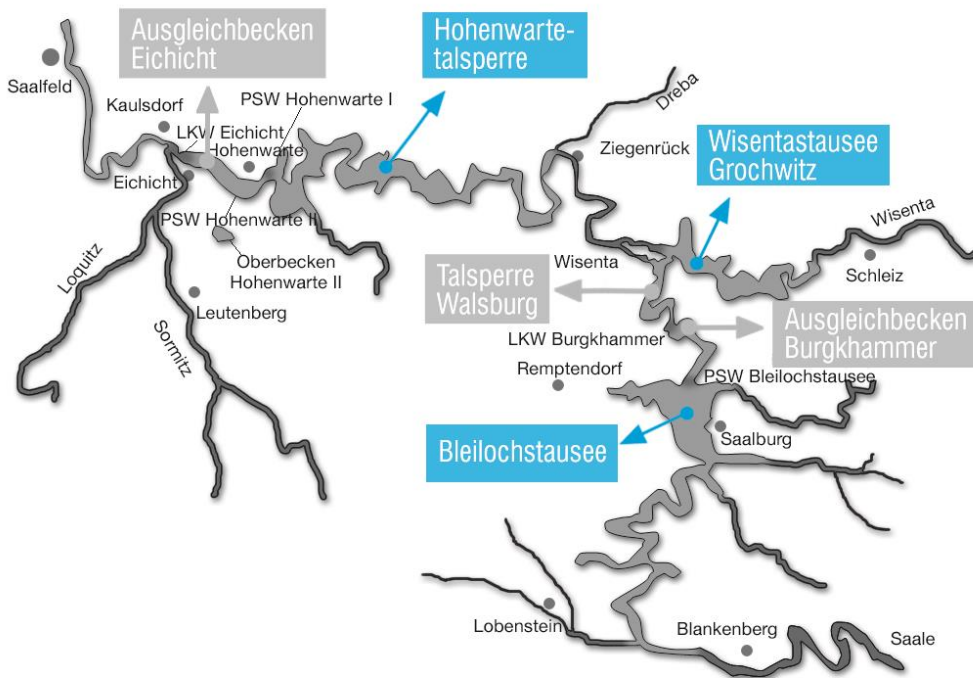 Ausgleichbecken
Eichicht
Hohenwarte-
talsperre
Saalfeld
Kaulsdorf
PSW Hohenwarte I
LKW Eichicht
Hohenwarte
Eichicht
PSW Hohenwarte II
Oberbecken
Hohenwarte II
Loquitz
Sormitz
Leutenberg
Dreba
Ziegenrück
Wisentastausee
Grochwitz
Wisenta
Schleiz
Wisenta
Talsperre
Walsburg
LKW Burgkhammer
Ausgleichbecken
Burgkhammer
Remptendorf
PSW Bleilochstausee
Saalburg
Bleilochstausee
Lobenstein
Blankenberg
Saale